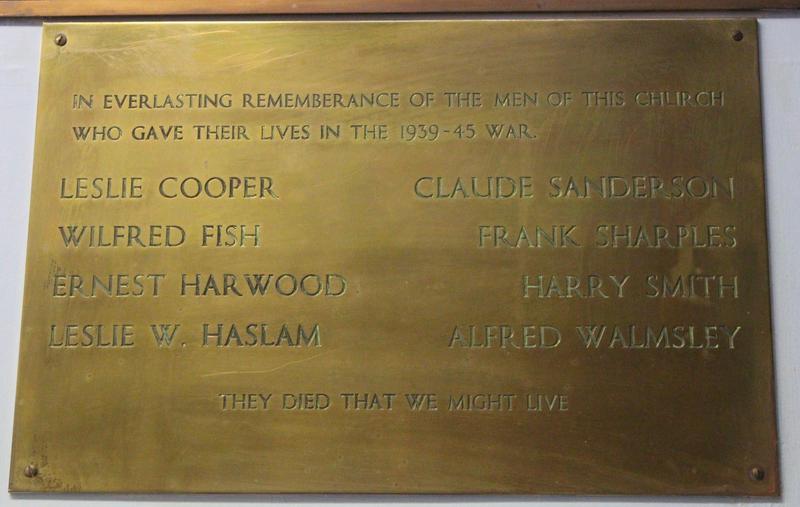 IN EVERLASTING REMEMBERANCE OF THE MEN OF THIS CHURCH
WHO GAVE THEIR LIVES IN THE 1939-45 WAR.
LESLIE COOPER CLAUDE SANDERSON
WILFRED FISH FRANK SHARPLES
ERNEST HARWOOD HARRY SMITH
LESLIE W. HASLAM ALFRED WALMSLEY
THEY DIED THAT WE MIGHT LIVE